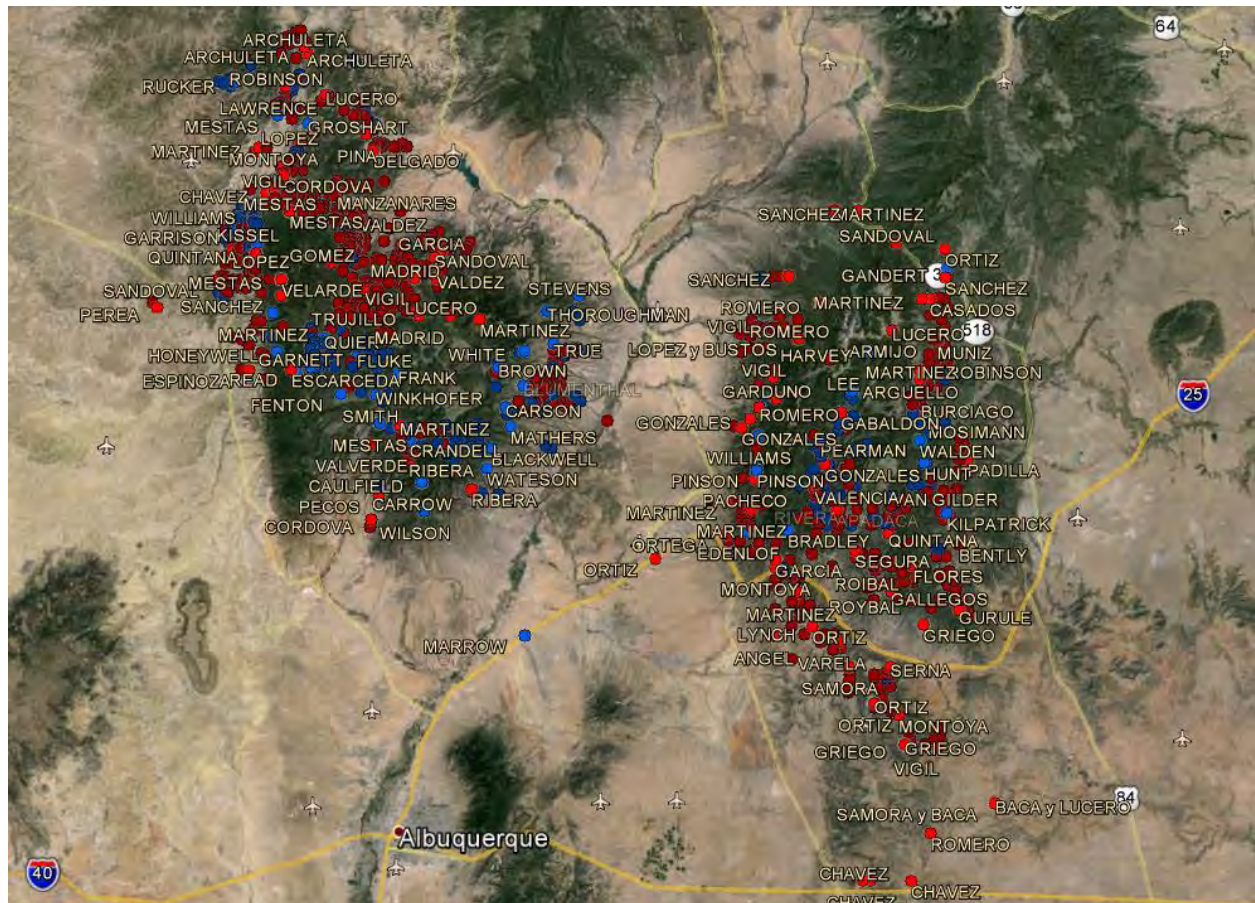 ARCHULETA
ARCHULETA
ARCHULETA
64
RUCKER
ROBINSON
LUCERO
LAWRENCE
MESTAS
GROSHART
LOPEZ
MARTINEZ
MONTOYA
PINA
DELGADO
VIGIL
CORDOVA
CHAVEZ
MESTAS
MANZANARES
WILLIAMS
MESTAS
VALDEZ
SANCHEZ
MARTINEZ
GARRISON
KISSEL
GARCIA
SANDOVAL
QUINTANA
LOPEZ
GOMEZ
SANDOVAL
ORTIZ
MADRID
GANDERT
MESTAS
VALDEZ
SANCHEZ
SANCHEZ
SANDOVAL
VELARDE
STEVENS
PEREA
SANCHEZ
VIGIL
LUCERO
ROMERO
MARTINEZ
CASADOS
TRUJILLO
THOROUGHMAN
MARTINEZ
MARTINEZ
VIGIL
ROMERO
LUCERO
518
QUIER
MADRID
HONEYWELL
GARNETT
FLUKE
WHITE
TRUE
LOPEZ y BUSTOS
HARVEY
ARMIJO
MUNIZ
ESPINOZA
READ
ESCARCEDA
FRANK
BROWN
VIGIL
MARTINEZ
ROBINSON
BLUMENTHAL
LEE
ARGUELLO
25
FENTON
WINKHOFER
GARDUNO
SMITH
CARSON
ROMERO
BURCIAGO
MARTINEZ
GONZALES
GABALDON
MOSIMANN
MESTAS
CRANDELL
MATHERS
GONZALES
PEARMAN
WALDEN
VALVERDE
RIBERA
BLACKWELL
WILLIAMS
GONZALES
HUNT
PADILLA
CAULFIELD
WATESON
PINSON
PINSON
PECOS
CARROW
RIBERA
PACHECO
VALENCIA
VAN GILDER
CORDOVA
WILSON
MARTINEZ
RIVERA
APADACA
KILPATRICK
MARTINEZ
BRADLEY
QUINTANA
ORTEGA
EDENLOF
SEGURA
BENTLY
ORTIZ
GARCIA
ROIBAL
FLORES
MONTOYA
ROYBAL
GALLEGOS
MARTINEZ
GURULE
LYNCH
ORTIZ
GRIEGO
MARROW
ANGEL
VARELA
SERNA
SAMORA
ORTIZ
ORTIZ
MONTOYA
GRIEGO
GRIEGO
VIGIL
84
SAMORA y BACA
BACA y LUCERO
Albuquerque
ROMERO
40
CHAVEZ
CHAVEZ
CHAVEZ